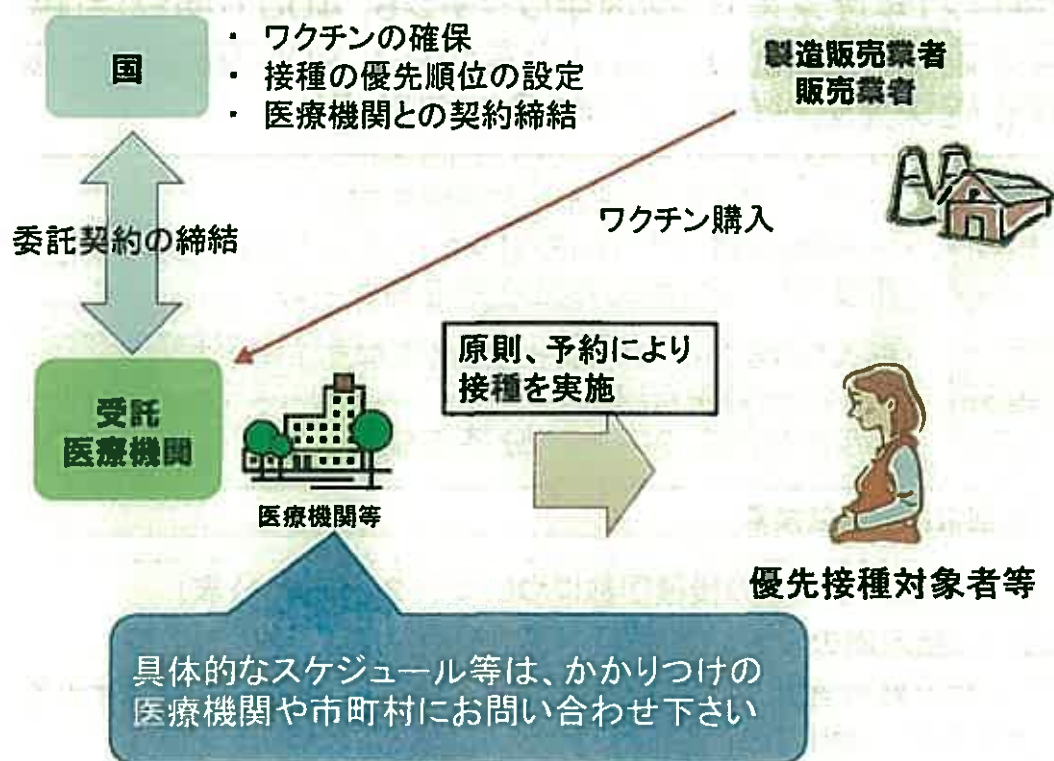 国
・ ワクチンの確保
・ 接種の優先順位の設定
・ 医療機関との契約締結
製造販売業者
販売業者
委託契約の締結
ワクチン購入
受託
医療機関
医療機関等
原則、予約により
接種を実施
優先接種対象者等
具体的なスケジュール等は、かかりつけの
医療機関や市町村にお問い合わせ下さい